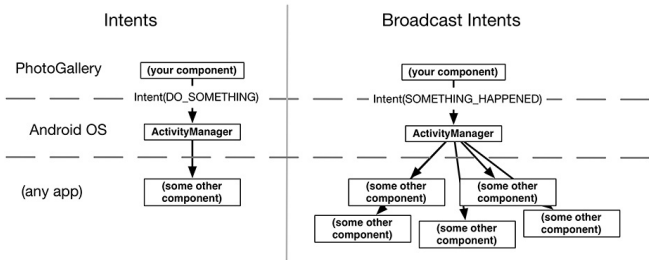 Intents
Broadcast Intents
PhotoGallery
(your component)
(your component)
Intent(DO_SOMETHING)
Intent(SOMETHING_HAPPENED)
Android OS
ActivityManager
ActivityManager
(any app)
(some other
component)
(some other
component)
(some other
component)
(some other
component)
(some other
component)
(some other
component)